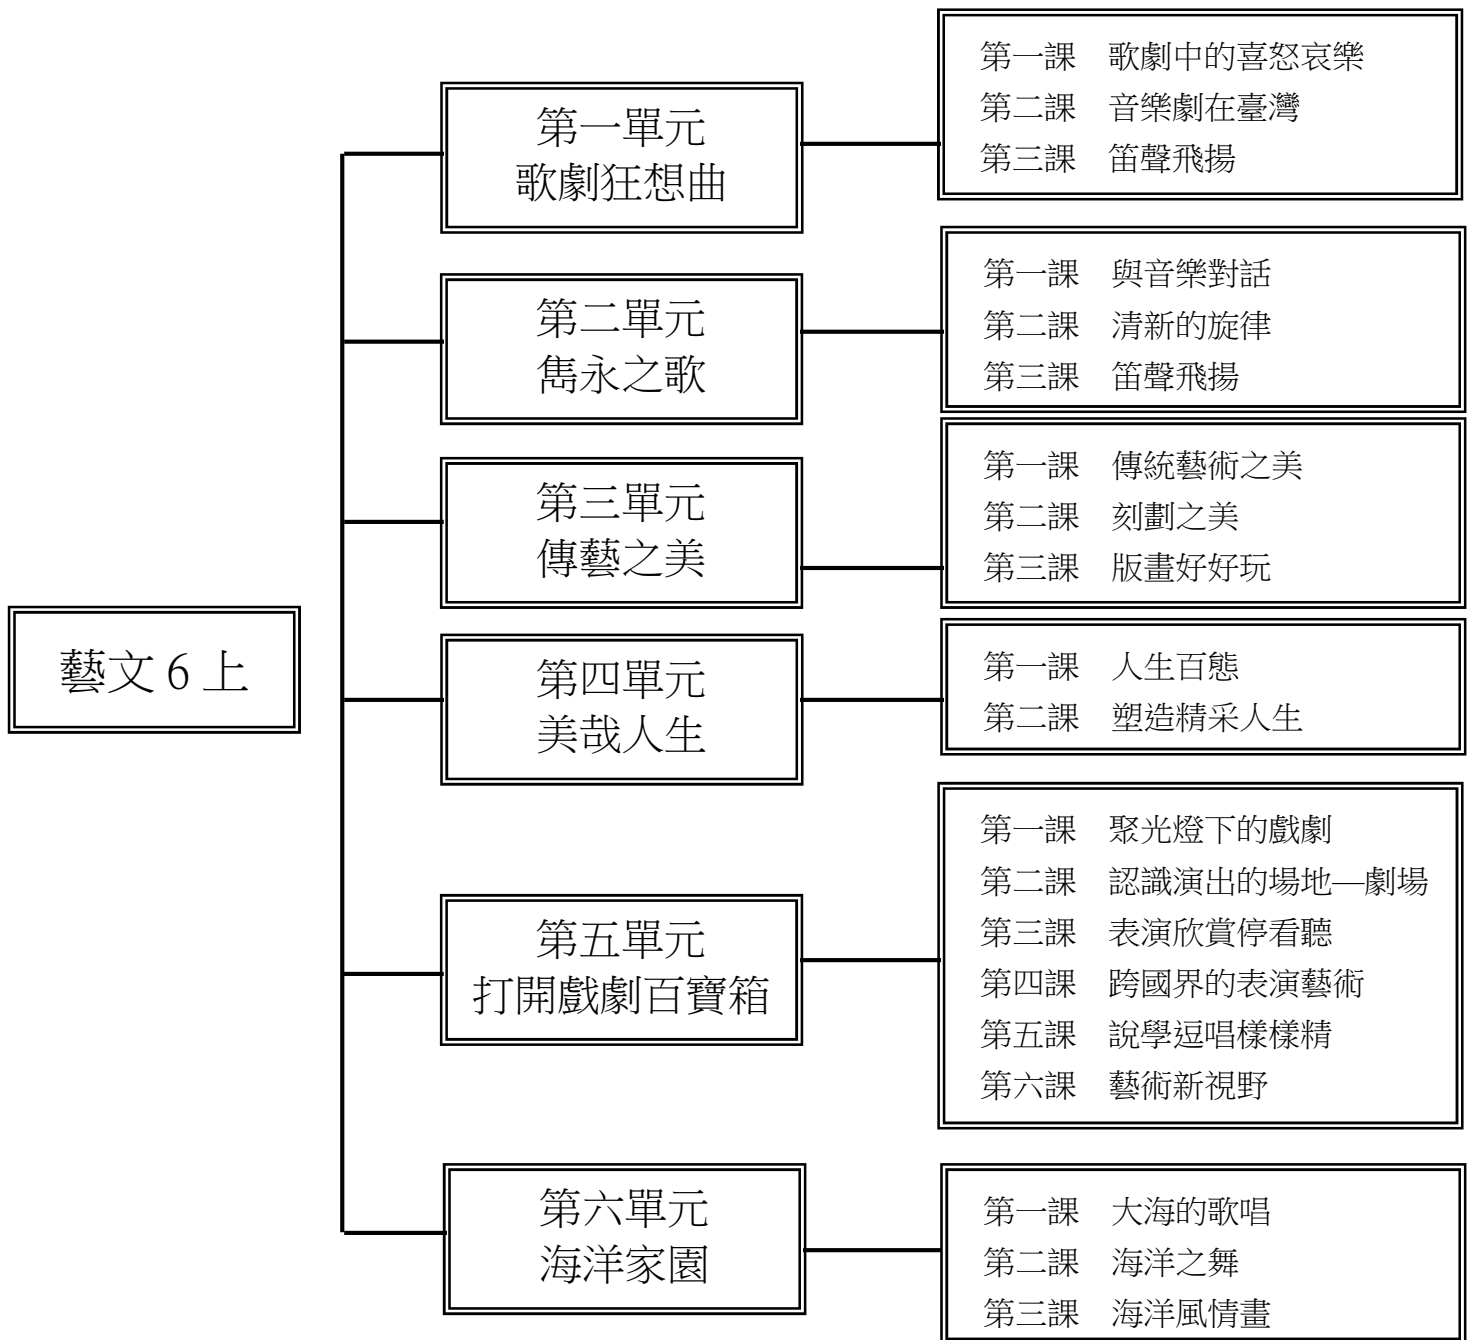 藝文 6 上
第一單元
歌劇狂想曲
第一課　歌劇中的喜怒哀樂
第二課　音樂劇在臺灣
第三課　笛聲飛揚
第二單元
雋永之歌
第一課　與音樂對話
第二課　清新的旋律
第三課　笛聲飛揚
第三單元
傳藝之美
第一課　傳統藝術之美
第二課　刻劃之美
第三課　版畫好好玩
第四單元
美哉人生
第一課　人生百態
第二課　塑造精采人生
第五單元
打開戲劇百寶箱
第一課　聚光燈下的戲劇
第二課　認識演出的場地—劇場
第三課　表演欣賞停看聽
第四課　跨國界的表演藝術
第五課　說學逗唱樣樣精
第六課　藝術新視野
第六單元
海洋家園
第一課　大海的歌唱
第二課　海洋之舞
第三課　海洋風情畫